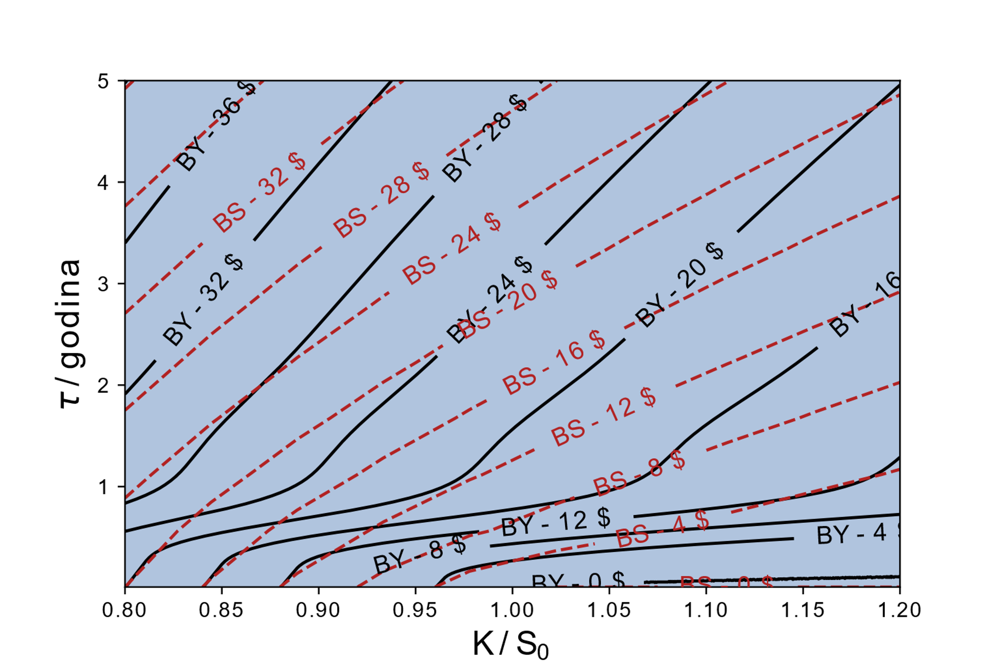 5
BY - 36 $
BY - 28 $
BS - 32 $
BS - 28 $
4
BS - 24 $
BY - 32 $
BY - 24 $
BS - 20 $
BY - 20 $
3
BY - 16
BS - 16 $
2
BS - 12 $
BS - 8 $
1
BY - 12 $
BS - 4 $
BY - 4 $
BY - 8 $
BY - 0 $
BS - 0 $
τ / godina
0.80 0.85 0.90 0.95 1.00 1.05 1.10 1.15 1.20
K / S₀